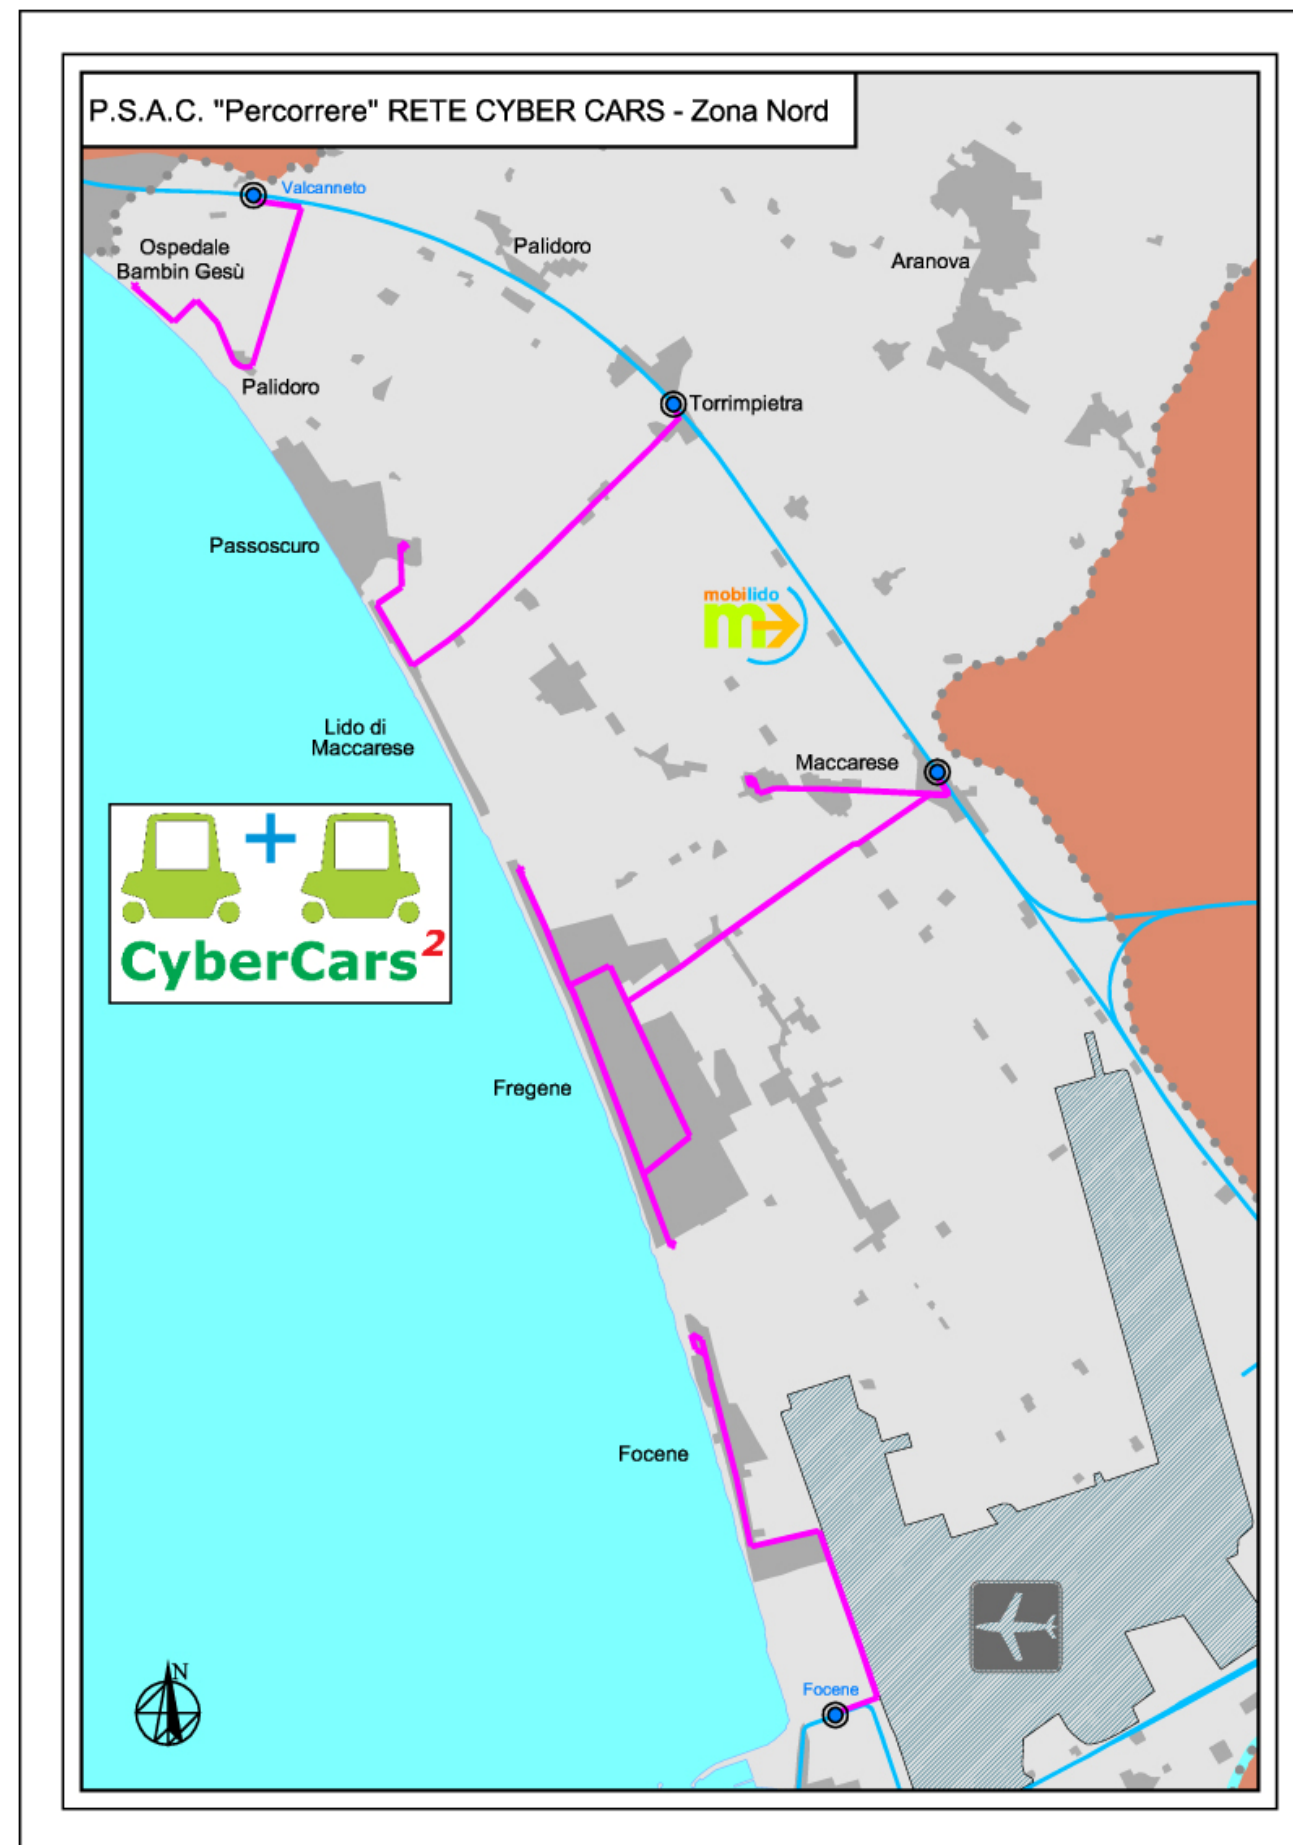 P.S.A.C. "Percorrere" RETE CYBER CARS - Zona Nord
Valcanneto
Ospedale
Bambin Gesù
Palidoro
Aranova
Palidoro
Torrimpietra
Passoscuro
mobilido
m
Lido di
Maccarese
Maccarese
+
CyberCars²
Fregene
Focene
N
Focene